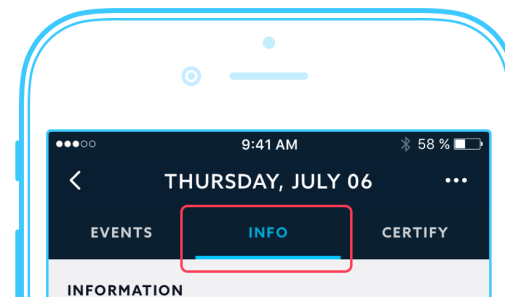 9:41 AM 58 %
THURSDAY, JULY 06
EVENTS INFO CERTIFY
INFORMATION